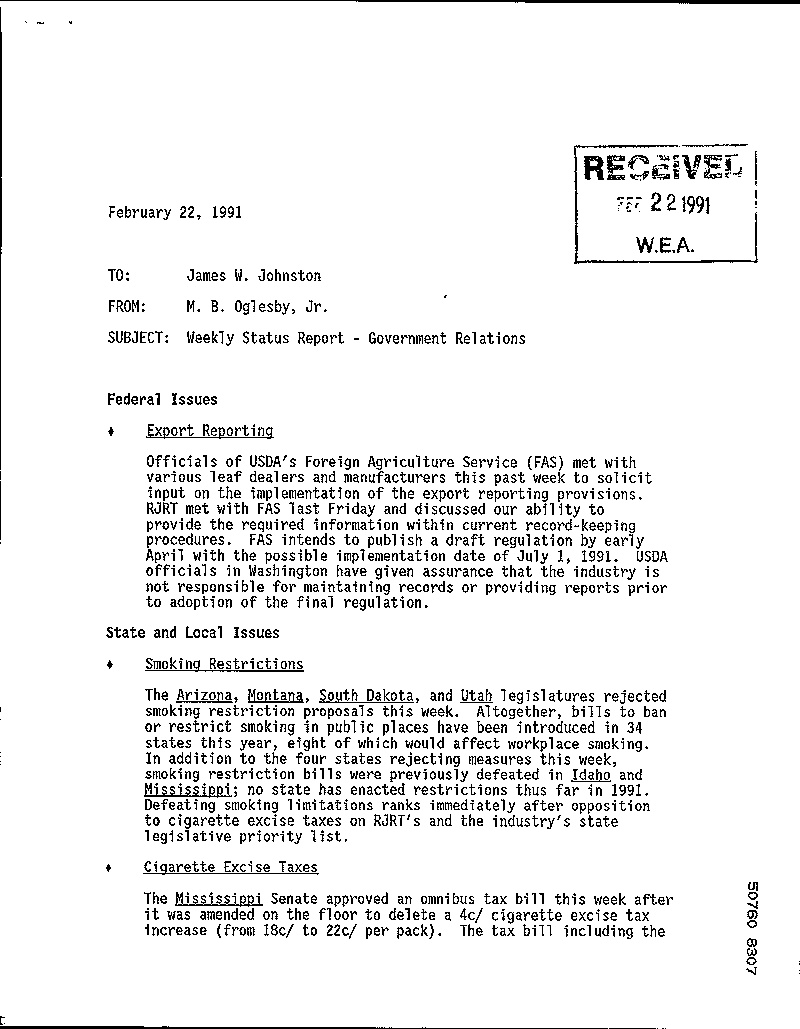 RECEIVED
FEB 22 1991
W.E.A.
February 22, 1991
TO: James W. Johnston
FROM: M. B. Oglesby, Jr.
SUBJECT: Weekly Status Report - Government Relations
Federal Issues
♦ Export Reporting
Officials of USDA's Foreign Agriculture Service (FAS) met with
various leaf dealers and manufacturers this past week to solicit
input on the implementation of the export reporting provisions.
RJRT met with FAS last Friday and discussed our ability to
provide the required information within current record-keeping
procedures. FAS intends to publish a draft regulation by early
April with the possible implementation date of July 1, 1991. USDA
officials in Washington have given assurance that the industry is
not responsible for maintaining records or providing reports prior
to adoption of the final regulation.
State and Local Issues
♦ Smoking Restrictions
The Arizona, Montana, South Dakota, and Utah legislatures rejected
smoking restriction proposals this week. Altogether, bills to ban
or restrict smoking in public places have been introduced in 34
states this year, eight of which would affect workplace smoking.
In addition to the four states rejecting measures this week,
smoking restriction bills were previously defeated in Idaho and
Mississippi; no state has enacted restrictions thus far in 1991.
Defeating smoking limitations ranks immediately after opposition
to cigarette excise taxes on RJRT's and the industry's state
legislative priority list.
♦ Cigarette Excise Taxes
The Mississippi Senate approved an omnibus tax bill this week after
it was amended on the floor to delete a 4c/ cigarette excise tax
increase (from 18c/ to 22c/ per pack). The tax bill including the
50760 8307